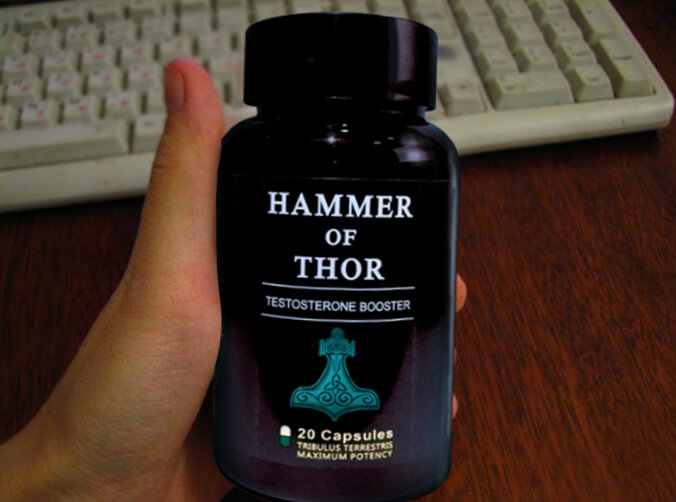 HAMMER
OF
THOR
TESTOSTERONE BOOSTER
20 Capsules
TRIBULUS TERRESTRIS
MAXIMUM POTENCY